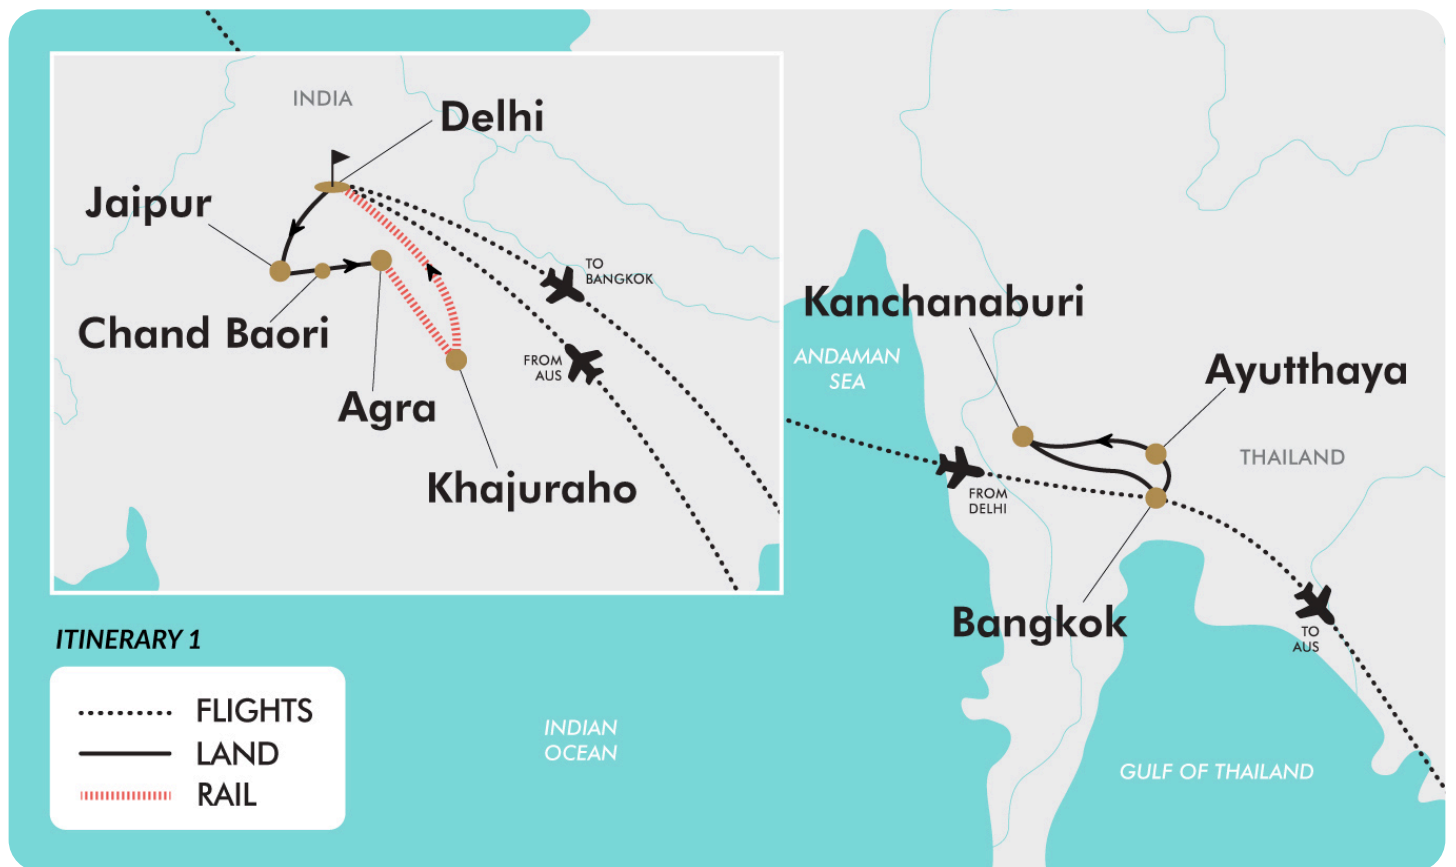 INDIA
Delhi
Jaipur
TO
BANGKOK
Chand Baori
FROM
AUS
Agra
Khajuraho
Kanchanaburi
ANDAMAN
SEA
Ayutthaya
THAILAND
FROM
DELHI
Bangkok
TO
AUS
ITINERARY 1
FLIGHTS
LAND
RAIL
INDIAN
OCEAN
GULF OF THAILAND